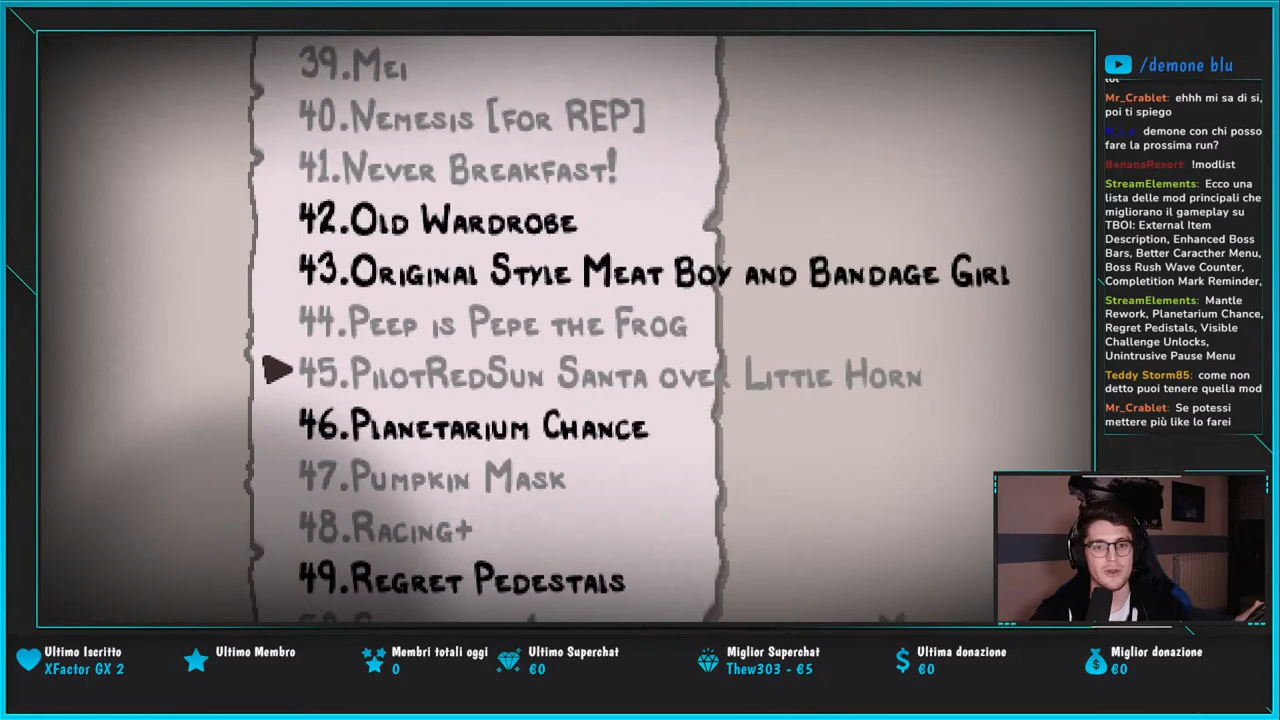 39.Mei
40.Nemesis [for REP]
41.Never Breakfast!
42.Old Wardrobe
43.Original Style Meat Boy and Bandage Girl
44.Peep is Pepe the Frog
45.PilotRedSun Santa over Little Horn
46.Planetarium Chance
47.Pumpkin Mask
48.Racing+
49.Regret Pedestals
/demone blu
Mr_Crablet: ehhh mi sa di si,
poi ti spiego
demone con chi posso
fare la prossima run?
BananaResort: !modlist
StreamElements: Ecco una
lista delle mod principali che
migliorano il gameplay su
TBOI: External Item
Description, Enhanced Boss
Bars, Better Caracther Menu,
Boss Rush Wave Counter,
Completition Mark Reminder,
StreamElements: Mantle
Rework, Planetarium Chance,
Regret Pedistals, Visible
Challenge Unlocks,
Unintrusive Pause Menu
Teddy Storm85: come non
detto puoi tenere quella mod
Mr_Crablet: Se potessi
mettere più like lo farei
Ultimo Iscritto
XFactor GX 2
Ultimo Membro
Membri totali oggi
0
Ultimo Superchat
€0
Miglior Superchat
Thew303 - €5
Ultima donazione
€0
Miglior donazione
€0